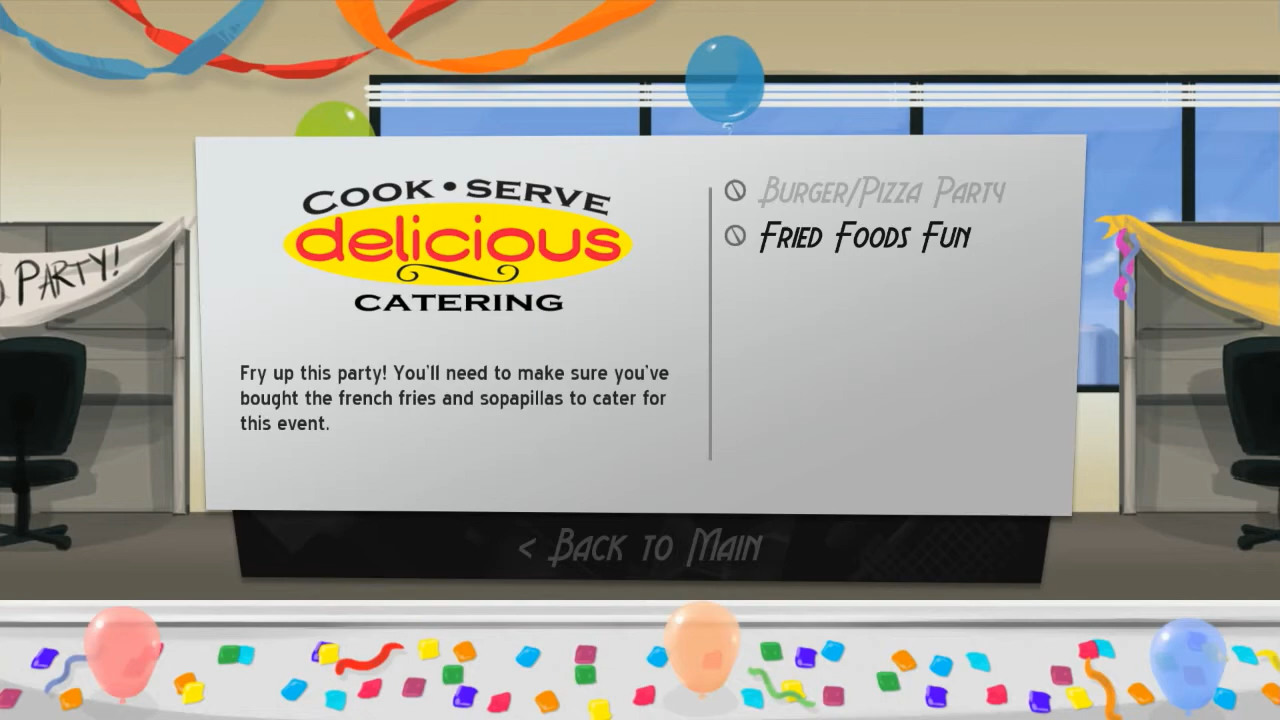 COOK • SERVE
delicious
CATERING
Burger/Pizza Party
Fried Foods Fun
Fry up this party! You'll need to make sure you've
bought the french fries and sopapillas to cater for
this event.
PARTY!
< Back to Main